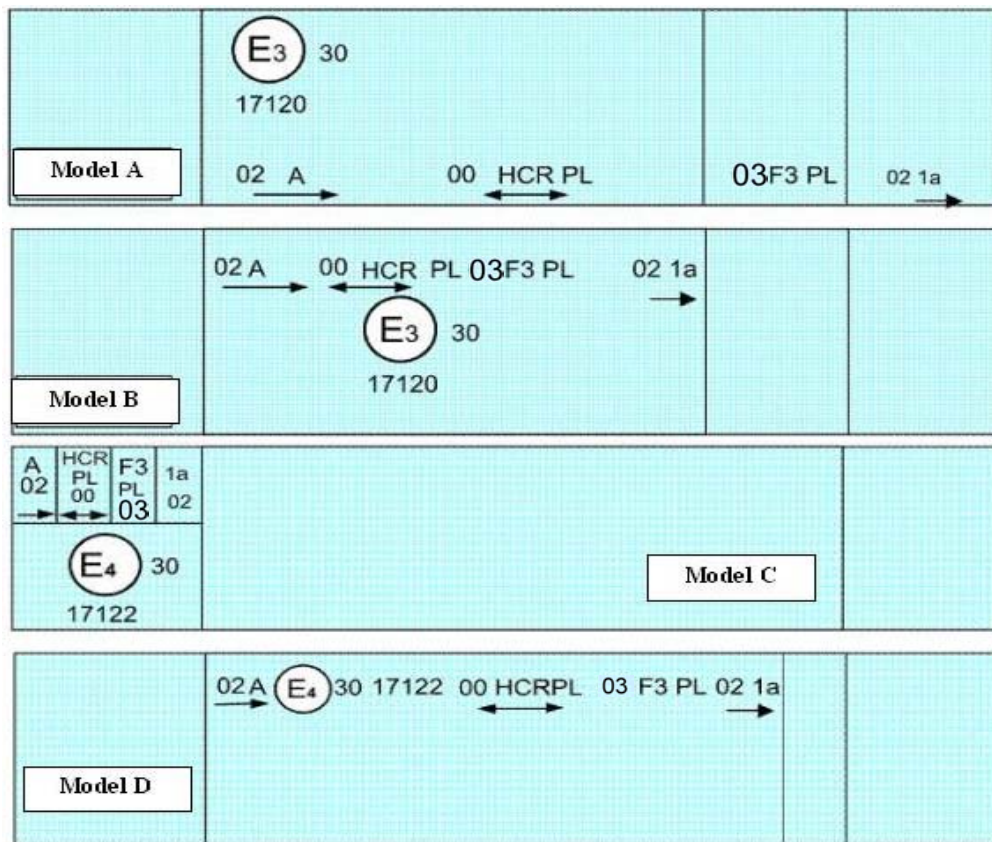 E3 30
17120
Model A
02 A 00 HCR PL 03F3 PL 02 1a
02 A 00 HCR PL 03F3 PL 02 1a
E3 30
17120
Model B
A 02
HCR PL 00
F3 PL 03
1a 02
E4 30
17122
Model C
02 A E4 30 17122 00 HCRPL 03 F3 PL 02 1a
Model D